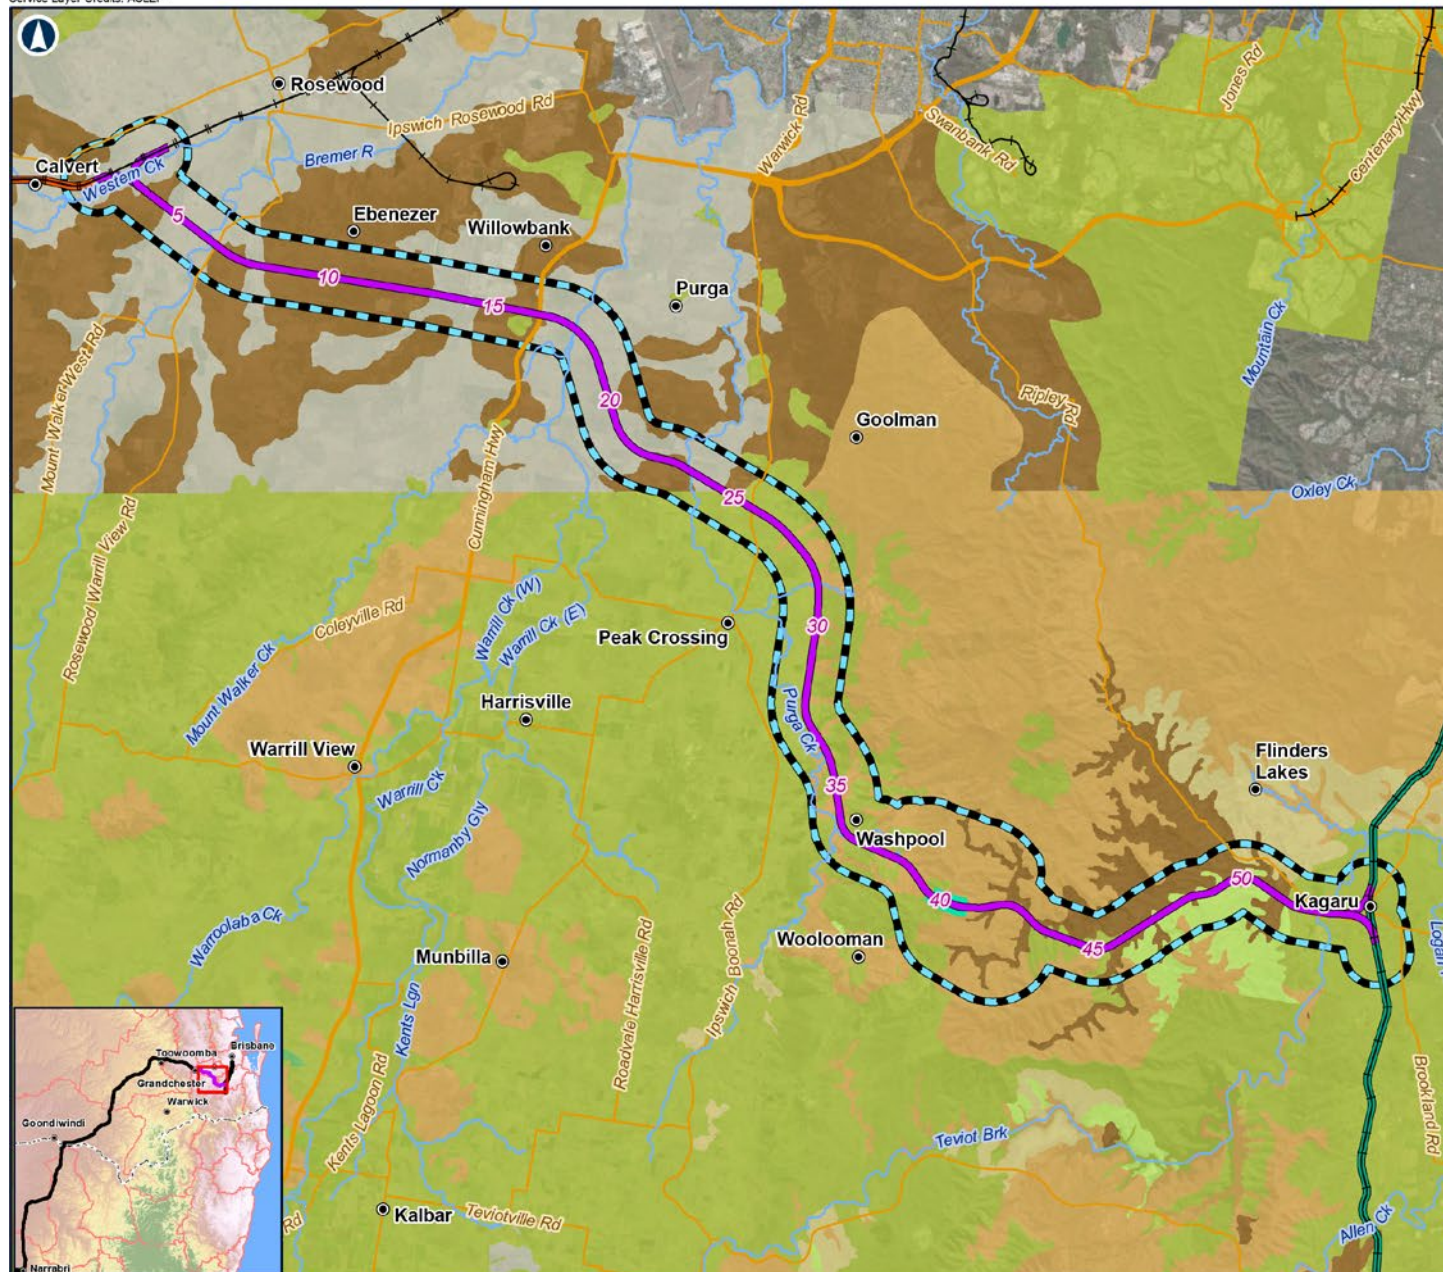 Rosewood
Jones Rd
Ipswich Rosewood Rd
Warwick Rd
Swanbank Rd
Centenary Hwy
Calvert
Western Ck
Bremer R
5
Ebenezer
Willowbank
10
15
Purga
Mount Walker West Rd
Mountain Ck
20
Goolman
Ripley Rd
Cunningham Hwy
25
Oxley Ck
Rosewood Warrill View Rd
Coleyville Rd
Warrill Ck (W)
Warrill Ck (E)
Peak Crossing
30
Mount Walker Ck
Harrisville
Purga Ck
Warrill View
Flinders
Lakes
Warrill Ck
35
Normanby Gly
Washpool
50
40
Kagaru
Warroolaba Ck
Woolooman
45
Munbilla
Ipswich Boonah Rd
Roadvale Harrisville Rd
Kents Lgn
Toowoomba
Brisbane
Grandchester
Warwick
Goondiwindi
Narrabri
Kents Lagoon Rd
Brookland Rd
Teviot Brk
Kalbar
Teviotville Rd
Rd
Allen Ck